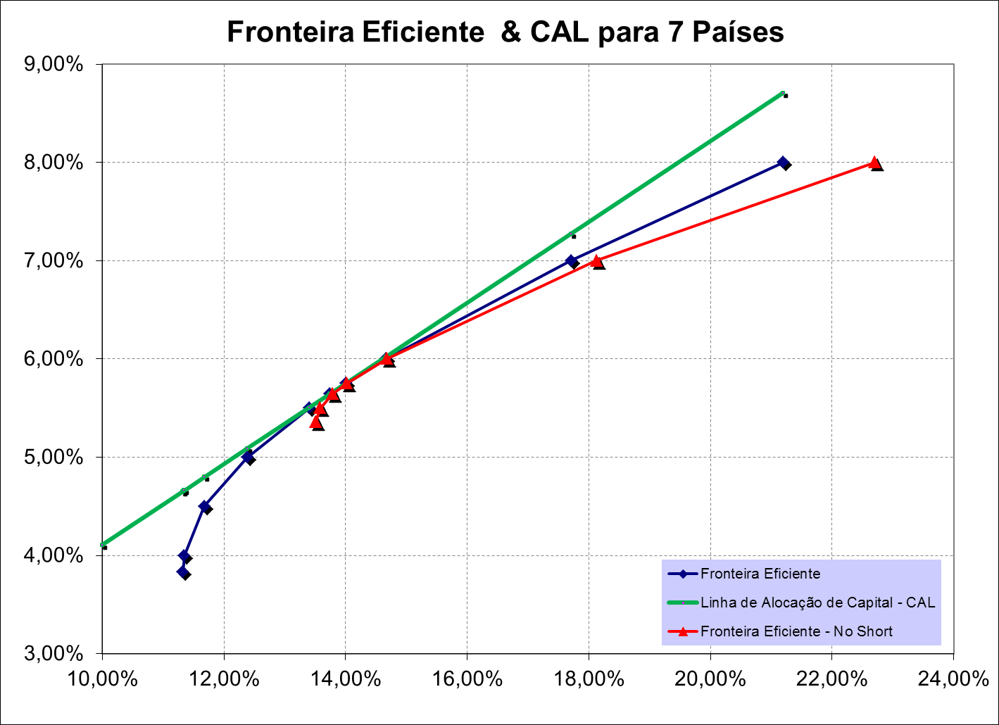 Fronteira Eficiente  & CAL para 7 Países
9,00%
8,00%
7,00%
6,00%
5,00%
4,00%
3,00%
10,00% 12,00% 14,00% 16,00% 18,00% 20,00% 22,00% 24,00%
Fronteira Eficiente
Linha de Alocação de Capital - CAL
Fronteira Eficiente - No Short